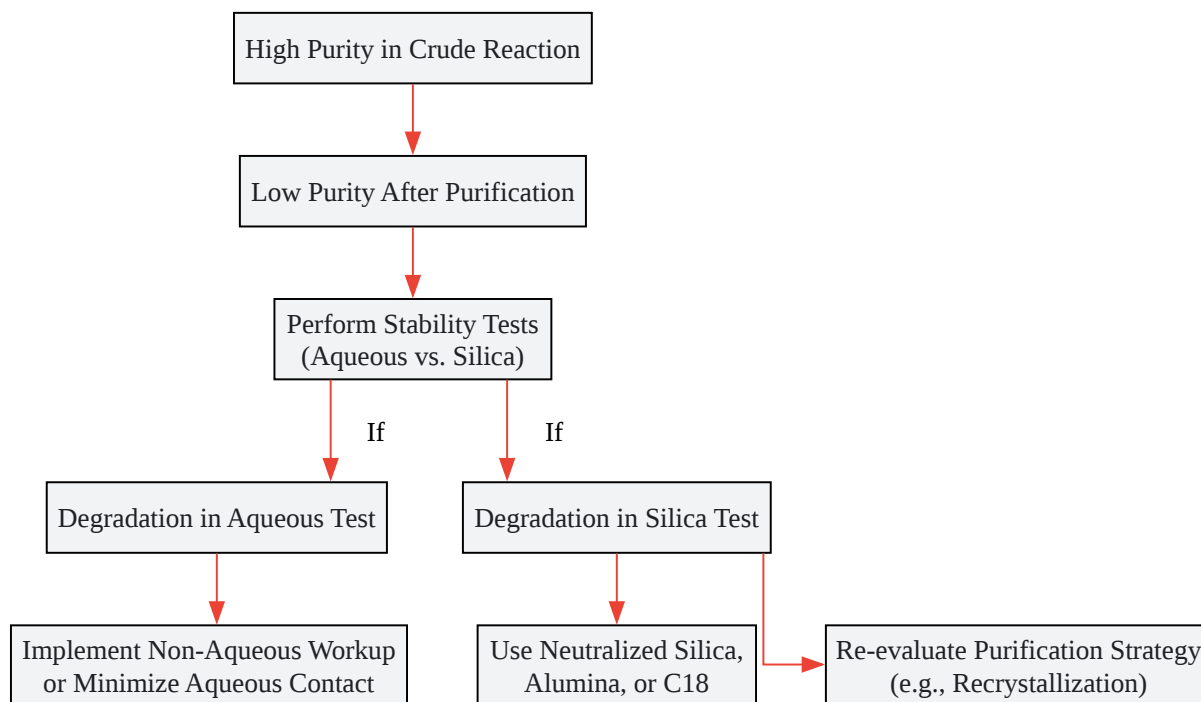 High Purity in Crude Reaction
Low Purity After Purification
Perform Stability Tests
(Aqueous vs. Silica)
If
If
Degradation in Aqueous Test
Degradation in Silica Test
Implement Non-Aqueous Workup
or Minimize Aqueous Contact
Use Neutralized Silica,
Alumina, or C18
Re-evaluate Purification Strategy
(e.g., Recrystallization)